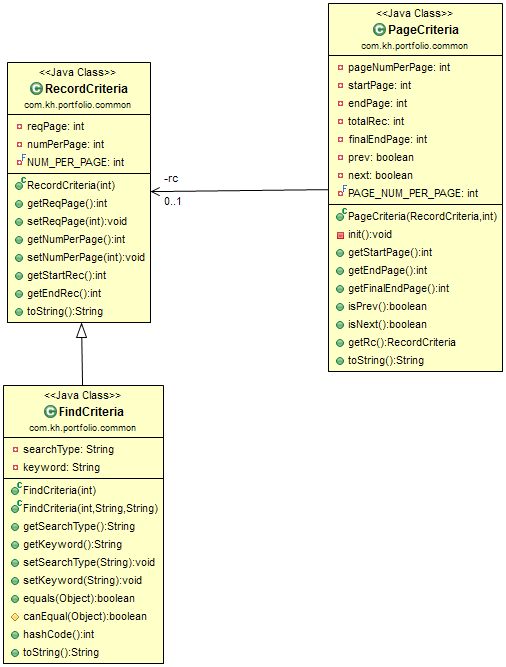 <<Java Class>>
PageCriteria
com.kh.portfolio.common
pageNumPerPage: int
startPage: int
endPage: int
totalRec: int
finalEndPage: int
prev: boolean
next: boolean
F PAGE_NUM_PER_PAGE: int
C PageCriteria(RecordCriteria,int)
init():void
getStartPage():int
getEndPage():int
getFinalEndPage():int
isPrev():boolean
isNext():boolean
getRc():RecordCriteria
toString():String
<<Java Class>>
C RecordCriteria
com.kh.portfolio.common
reqPage: int
numPerPage: int
F NUM_PER_PAGE: int
C RecordCriteria(int)
getReqPage():int
setReqPage(int):void
getNumPerPage():int
setNumPerPage(int):void
getStartRec():int
getEndRec():int
toString():String
-rc
0..1
<<Java Class>>
C FindCriteria
com.kh.portfolio.common
searchType: String
keyword: String
C FindCriteria(int)
C FindCriteria(int,String,String)
getSearchType():String
getKeyword():String
setSearchType(String):void
setKeyword(String):void
equals(Object):boolean
canEqual(Object):boolean
hashCode():int
toString():String